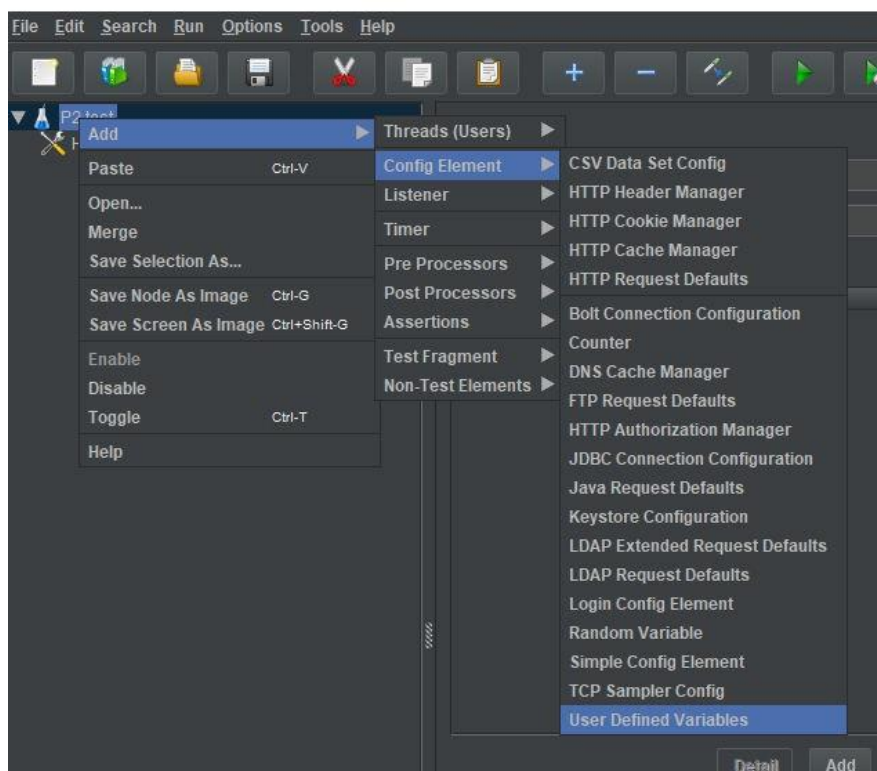 File Edit Search Run Options Tools Help
P2 test
H
Add
Paste Ctrl-V
Open...
Merge
Save Selection As...
Save Node As Image Ctrl-G
Save Screen As Image Ctrl+Shift-G
Enable
Disable
Toggle Ctrl-T
Help
Threads (Users)
Config Element
Listener
Timer
Pre Processors
Post Processors
Assertions
Test Fragment
Non-Test Elements
CSV Data Set Config
HTTP Header Manager
HTTP Cookie Manager
HTTP Cache Manager
HTTP Request Defaults
Bolt Connection Configuration
Counter
DNS Cache Manager
FTP Request Defaults
HTTP Authorization Manager
JDBC Connection Configuration
Java Request Defaults
Keystore Configuration
LDAP Extended Request Defaults
LDAP Request Defaults
Login Config Element
Random Variable
Simple Config Element
TCP Sampler Config
User Defined Variables
Detail Add